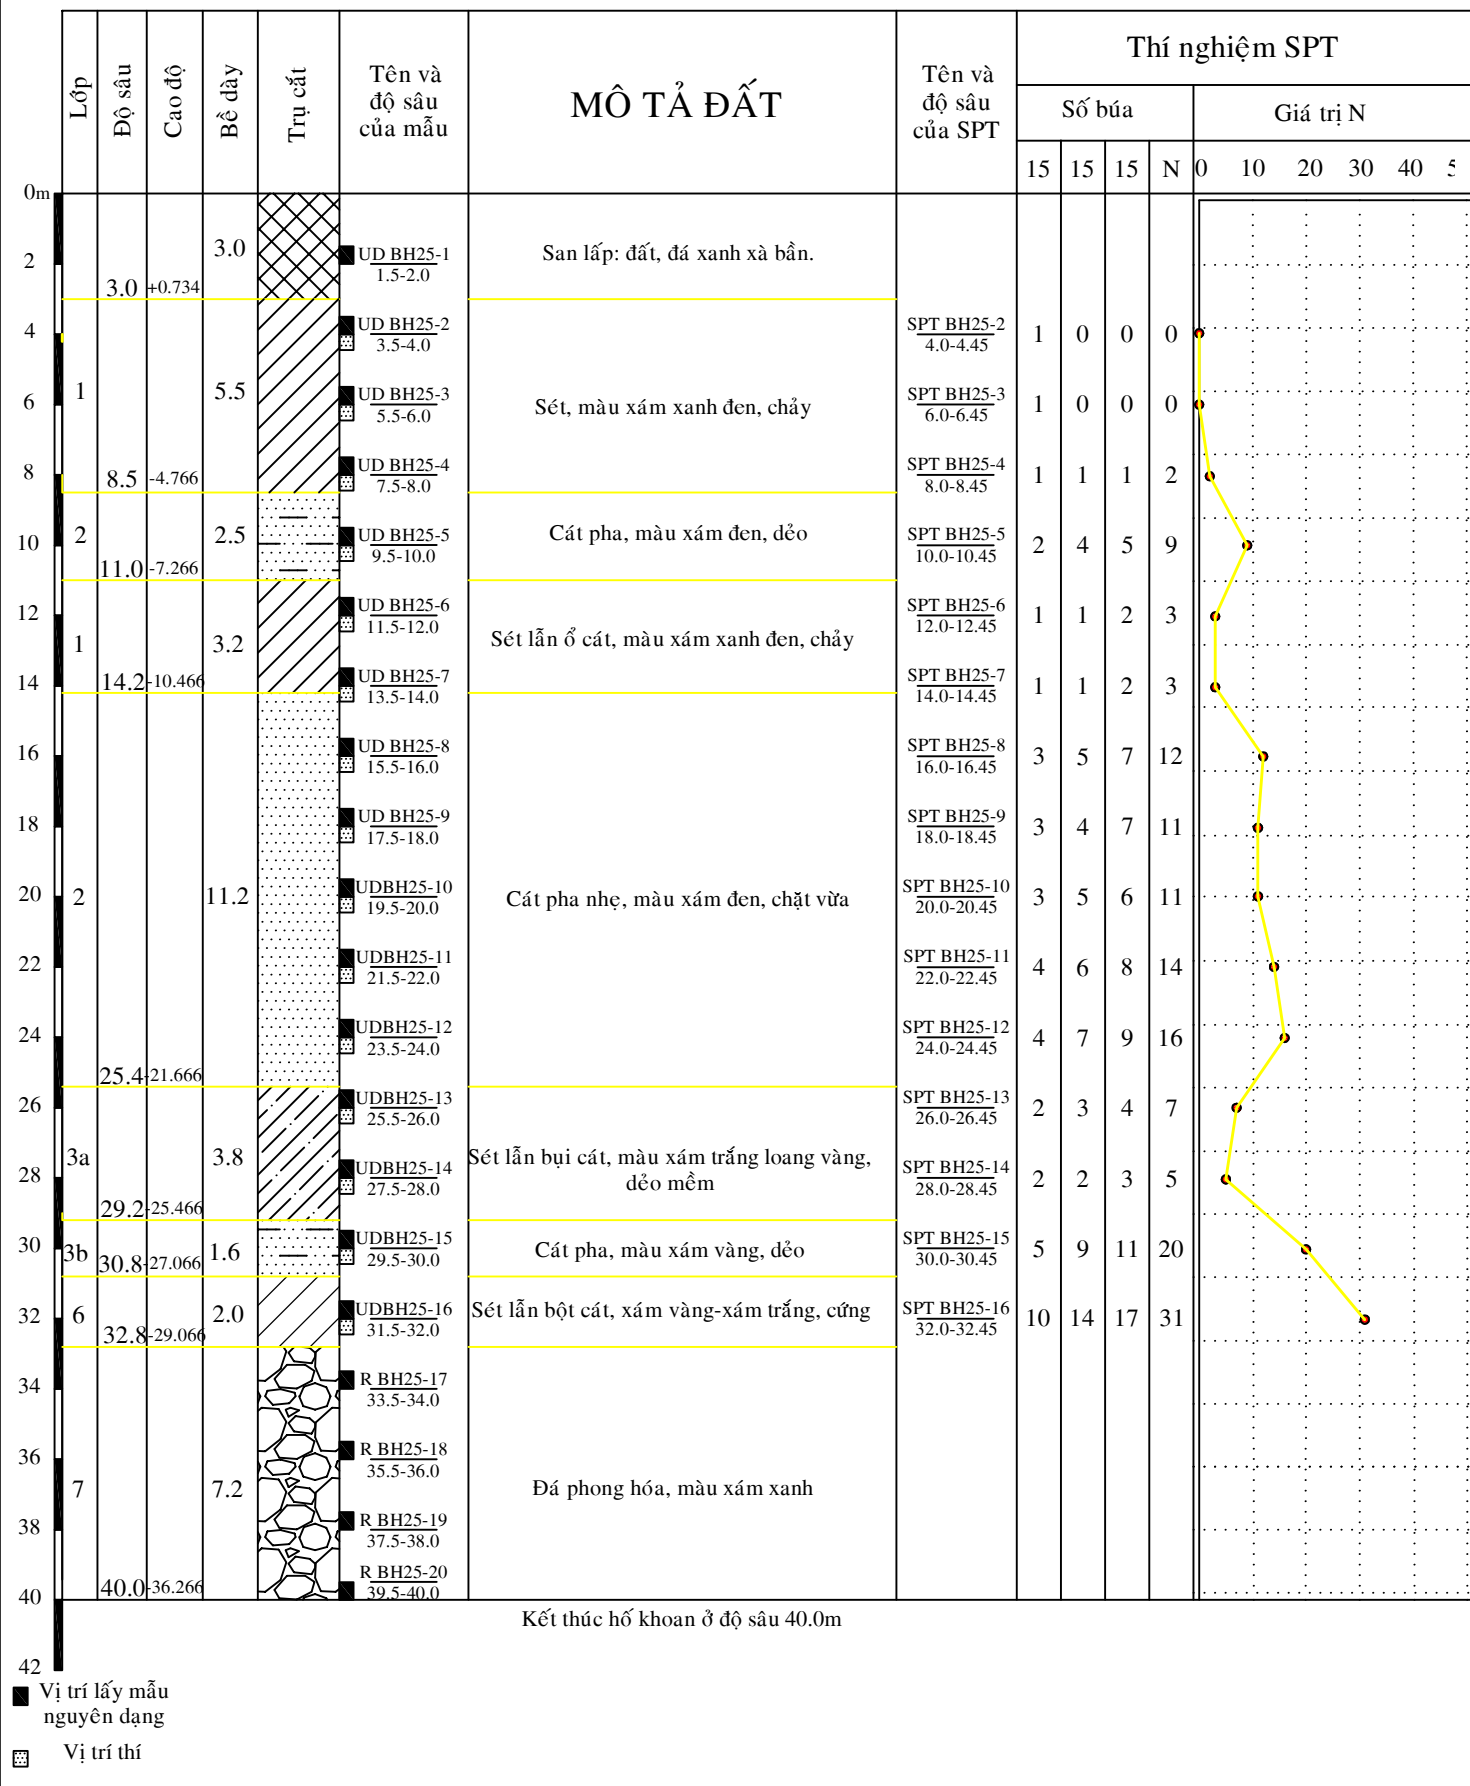 Lớp
Độ sâu
Cao độ
Bề dày
Trụ cắt
Tên và
độ sâu
của mẫu
MÔ TẢ ĐẤT
Tên và
độ sâu
của SPT
Thí nghiệm SPT
Số búa
Giá trị N
15 15 15 N 0 10 20 30 40
0m
3.0
2 UD BH25-1 San lấp: đất, đá xanh xà bần.
1.5-2.0
3.0 +0.734
UD BH25-2 SPT BH25-2
4 3.5-4.0 4.0-4.45 1 0 0 0
1 5.5 UD BH25-3 SPT BH25-3
6 5.5-6.0 Sét, màu xám xanh đen, chảy 6.0-6.45 1 0 0 0
UD BH25-4 SPT BH25-4
8 8.5 -4.766 7.5-8.0 8.0-8.45 1 1 1 2
2 2.5 UD BH25-5 Cát pha, màu xám đen, dẻo SPT BH25-5
10 9.5-10.0 10.0-10.45 2 4 5 9
11.0 -7.266
UD BH25-6 SPT BH25-6
12 11.5-12.0 12.0-12.45 1 1 2 3
1 3.2 Sét lẫn ổ cát, màu xám xanh đen, chảy
14 14.2 -10.466 UD BH25-7 SPT BH25-7
13.5-14.0 14.0-14.45 1 1 2 3
UD BH25-8 SPT BH25-8
16 15.5-16.0 16.0-16.45 3 5 7 12
UD BH25-9 SPT BH25-9
18 17.5-18.0 18.0-18.45 3 4 7 11
UDBH25-10 SPT BH25-10
20 2 11.2 19.5-20.0 Cát pha nhẹ, màu xám đen, chặt vừa 20.0-20.45 3 5 6 11
UDBH25-11 SPT BH25-11
22 21.5-22.0 22.0-22.45 4 6 8 14
UDBH25-12 SPT BH25-12
24 23.5-24.0 24.0-24.45 4 7 9 16
25.4 -21.666
UDBH25-13 SPT BH25-13
26 25.5-26.0 26.0-26.45 2 3 4 7
3a 3.8 Sét lẫn bụi cát, màu xám trắng loang vàng,
UDBH25-14 SPT BH25-14
28 27.5-28.0 dẻo mềm 28.0-28.45 2 2 3 5
29.2 -25.466
UDBH25-15 SPT BH25-15
30 3b 30.8 -27.066 1.6 29.5-30.0 Cát pha, màu xám vàng, dẻo 30.0-30.45 5 9 11 20
UDBH25-16 Sét lẫn bột cát, xám vàng-xám trắng, cứng SPT BH25-16
32 6 2.0 31.5-32.0 32.0-32.45 10 14 17 31
32.8 -29.066
R BH25-17
34 33.5-34.0
R BH25-18
36 35.5-36.0
7 7.2 Đá phong hóa, màu xám xanh
R BH25-19
38 37.5-38.0
R BH25-20
40 40.0 -36.266 39.5-40.0
Kết thúc hố khoan ở độ sâu 40.0m
42
Vị trí lấy mẫu
nguyên dạng
Vị trí thí